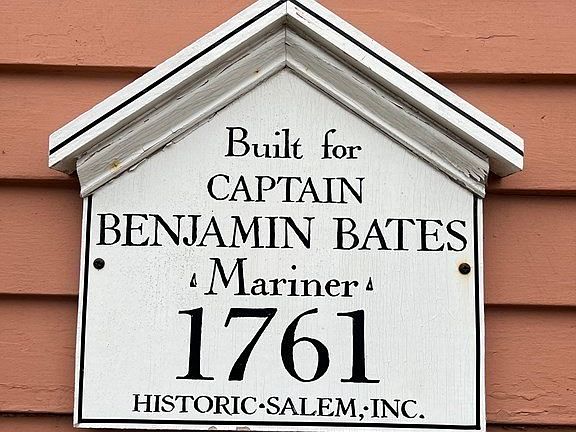 Built for
CAPTAIN
BENJAMIN BATES
Mariner
1761
HISTORIC·SALEM,·INC.